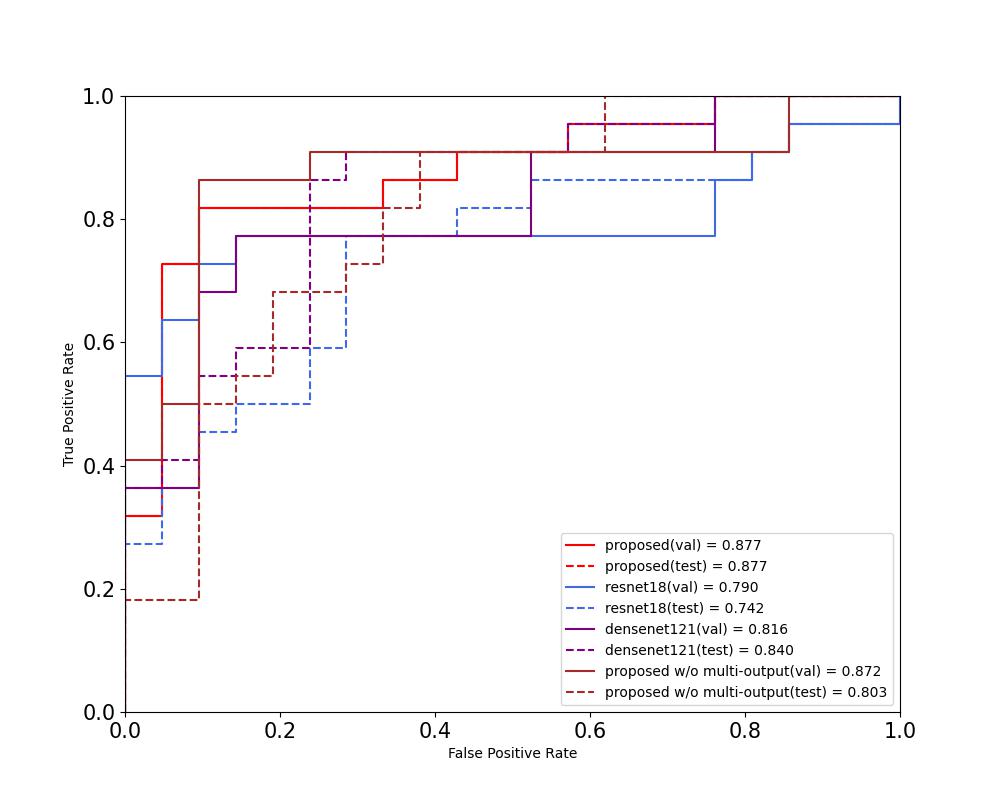 1.0
0.8
0.6
0.4
0.2
0.0
True Positive Rate
proposed(val) = 0.877
proposed(test) = 0.877
resnet18(val) = 0.790
resnet18(test) = 0.742
densenet121(val) = 0.816
densenet121(test) = 0.840
proposed w/o multi-output(val) = 0.872
proposed w/o multi-output(test) = 0.803
0.0 0.2 0.4 0.6 0.8 1.0
False Positive Rate